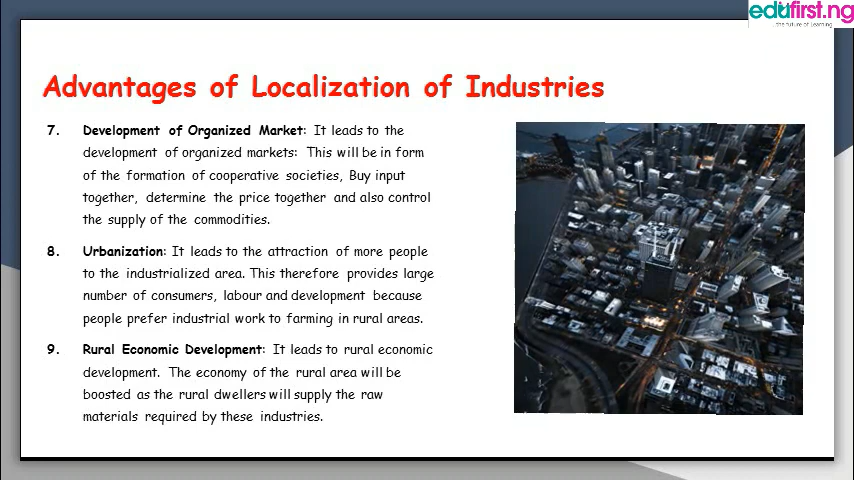 edufirst.ng
...the future of learning
Advantages of Localization of Industries
7. Development of Organized Market: It leads to the
development of organized markets: This will be in form
of the formation of cooperative societies, Buy input
together, determine the price together and also control
the supply of the commodities.
8. Urbanization: It leads to the attraction of more people
to the industrialized area. This therefore provides large
number of consumers, labour and development because
people prefer industrial work to farming in rural areas.
9. Rural Economic Development: It leads to rural economic
development. The economy of the rural area will be
boosted as the rural dwellers will supply the raw
materials required by these industries.